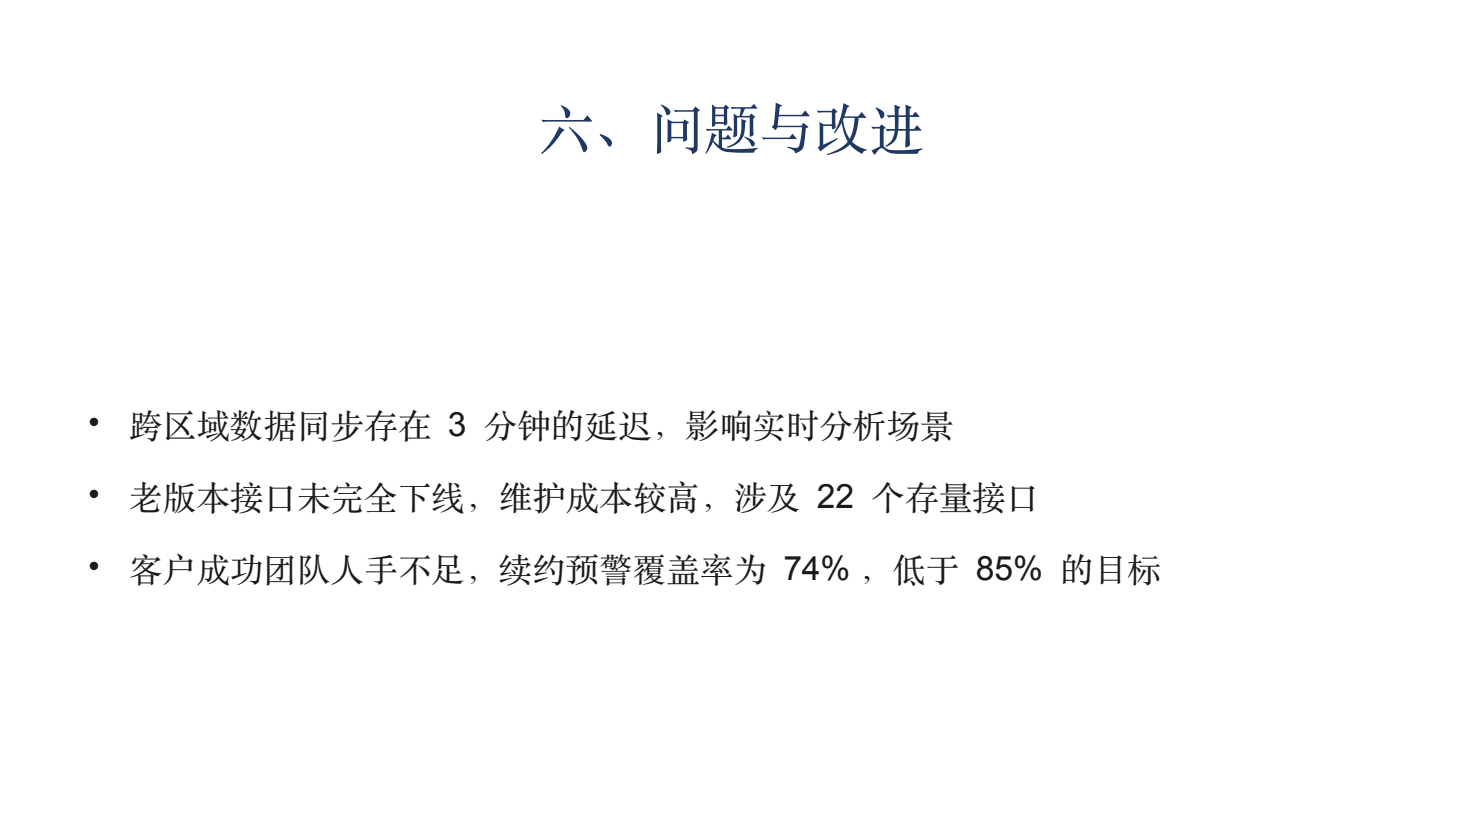 六、问题与改进
• 跨区域数据同步存在 3 分钟的延迟，影响实时分析场景
• 老版本接口未完全下线，维护成本较高，涉及 22 个存量接口
• 客户成功团队人手不足，续约预警覆盖率为 74%，低于 85% 的目标